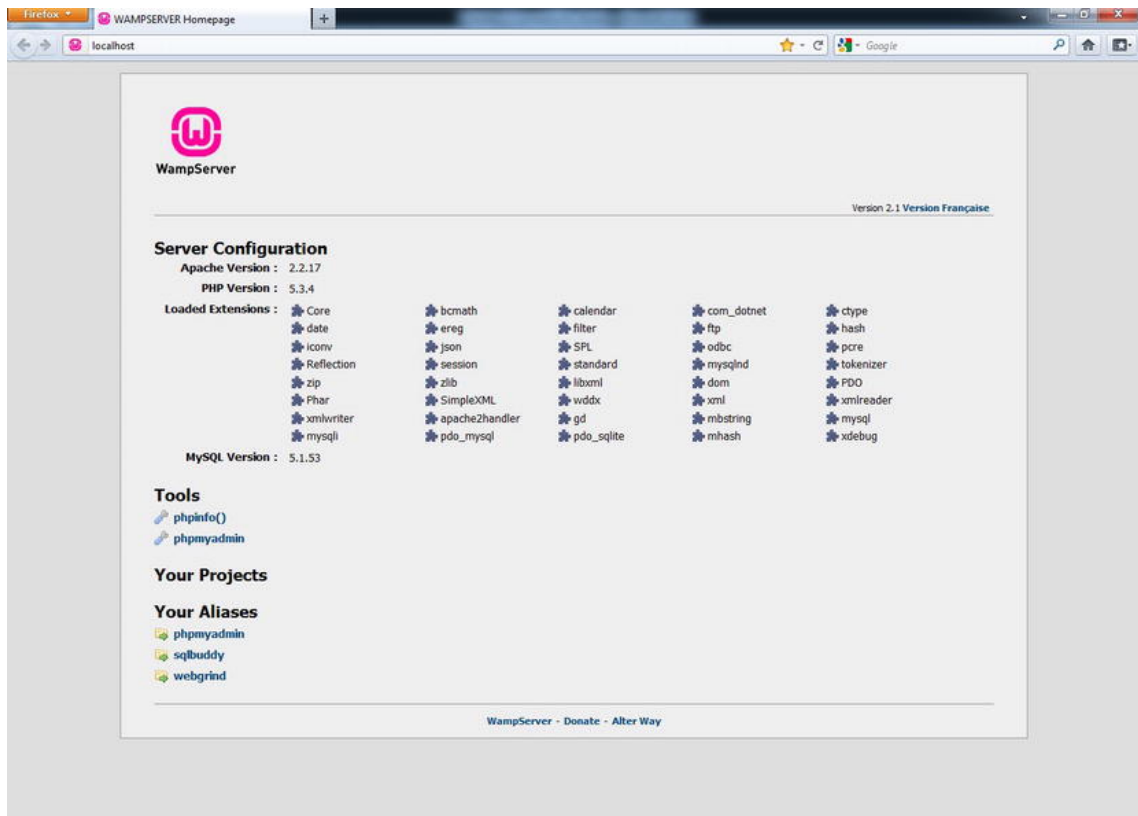 Firefox
WAMPSERVER Homepage
localhost
Google
WampServer
Version 2.1 Version Française
Server Configuration
Apache Version : 2.2.17
PHP Version : 5.3.4
Loaded Extensions : Core bcmath calendar com_dotnet ctype
date ereg filter ftp hash
iconv json SPL odbc pcre
Reflection session standard mysqlnd tokenizer
zip zlib libxml dom PDO
Phar SimpleXML wddx xml xmlreader
xmlwriter apache2handler gd mbstring mysql
mysqli pdo_mysql pdo_sqlite mhash xdebug
MySQL Version : 5.1.53
Tools
phpinfo()
phpmyadmin
Your Projects
Your Aliases
phpmyadmin
sqlbuddy
webgrind
WampServer - Donate - Alter Way